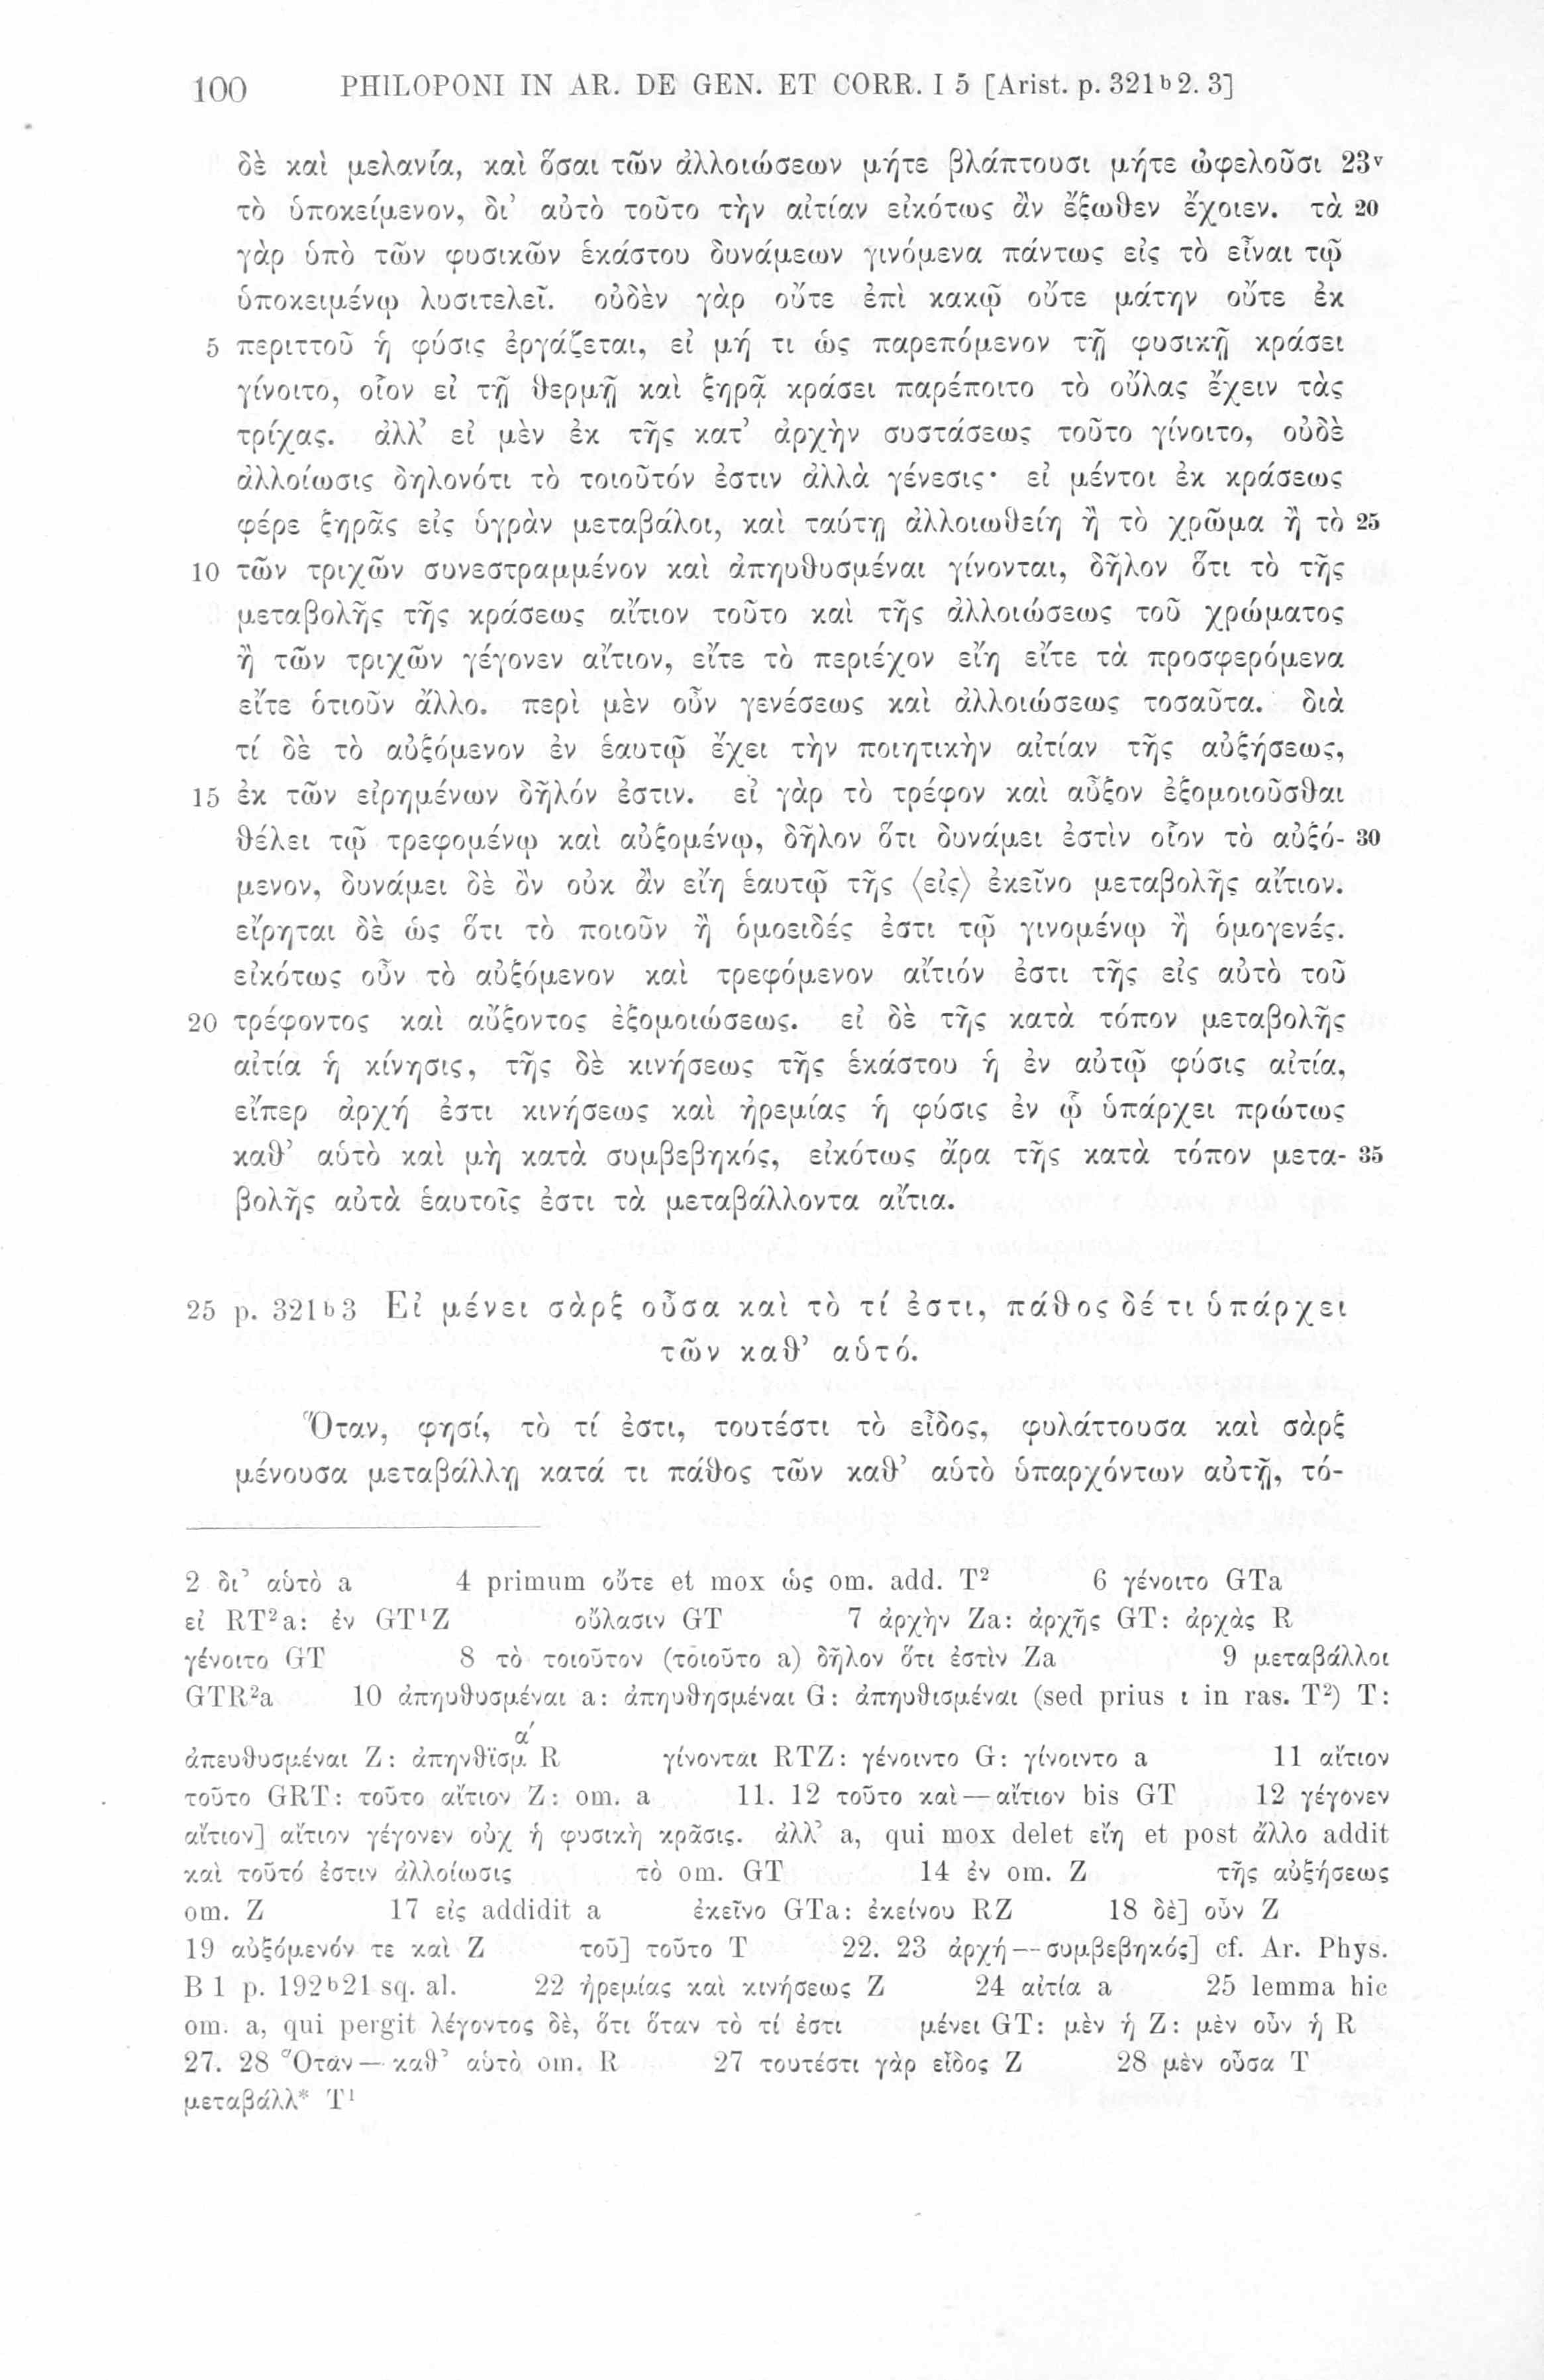 100 PHILOPONI IN AR. DE GEN. ET CORR. I 5 [Arist. p. 321ᵇ2. 3]
δὲ καὶ μελανία, καὶ ὅσαι τῶν ἀλλοιώσεων μήτε βλάπτουσι μήτε ὠφελοῦσι 23ᵛ
τὸ ὑποκείμενον, δι᾽ αὐτὸ τοῦτο τὴν αἰτίαν εἰκότως ἂν ἔξωθεν ἔχοιεν. τὰ 20
γὰρ ὑπὸ τῶν φυσικῶν ἑκάστου δυνάμεων γινόμενα πάντως εἰς τὸ εἶναι τῷ
ὑποκειμένῳ λυσιτελεῖ. οὐδὲν γὰρ οὔτε ἐπὶ κακῷ οὔτε μάτην οὔτε ἐκ
5 περιττοῦ ἡ φύσις ἐργάζεται, εἰ μή τι ὡς παρεπόμενον τῇ φυσικῇ κράσει
γίνοιτο, οἷον εἰ τῇ θερμῇ καὶ ξηρᾷ κράσει παρέποιτο τὸ οὔλας ἔχειν τὰς
τρίχας. ἀλλ᾽ εἰ μὲν ἐκ τῆς κατ᾽ ἀρχὴν συστάσεως τοῦτο γίνοιτο, οὐδὲ
ἀλλοίωσις δηλονότι τὸ τοιοῦτόν ἐστιν ἀλλὰ γένεσις· εἰ μέντοι ἐκ κράσεως
φέρε ξηρᾶς εἰς ὑγρὰν μεταβάλοι, καὶ ταύτῃ ἀλλοιωθείη ἢ τὸ χρῶμα ἢ τὸ 25
10 τῶν τριχῶν συνεστραμμένον καὶ ἀπηυθυσμέναι γίνονται, δῆλον ὅτι τὸ τῆς
μεταβολῆς τῆς κράσεως αἴτιον τοῦτο καὶ τῆς ἀλλοιώσεως τοῦ χρώματος
ἢ τῶν τριχῶν γέγονεν αἴτιον, εἴτε τὸ περιέχον εἴη εἴτε τὰ προσφερόμενα
εἴτε ὁτιοῦν ἄλλο. περὶ μὲν οὖν γενέσεως καὶ ἀλλοιώσεως τοσαῦτα. διὰ
τί δὲ τὸ αὐξόμενον ἐν ἑαυτῷ ἔχει τὴν ποιητικὴν αἰτίαν τῆς αὐξήσεως,
15 ἐκ τῶν εἰρημένων δῆλόν ἐστιν. εἰ γὰρ τὸ τρέφον καὶ αὖξον ἐξομοιοῦσθαι
θέλει τῷ τρεφομένῳ καὶ αὐξομένῳ, δῆλον ὅτι δυνάμει ἐστὶν οἷον τὸ αὐξό- 30
μενον, δυνάμει δὲ ὂν οὐκ ἂν εἴη ἑαυτῷ τῆς ⟨εἰς⟩ ἐκεῖνο μεταβολῆς αἴτιον.
εἴρηται δὲ ὡς ὅτι τὸ ποιοῦν ἢ ὁμοειδές ἐστι τῷ γινομένῳ ἢ ὁμογενές.
εἰκότως οὖν τὸ αὐξόμενον καὶ τρεφόμενον αἴτιόν ἐστι τῆς εἰς αὐτὸ τοῦ
20 τρέφοντος καὶ αὔξοντος ἐξομοιώσεως. εἰ δὲ τῆς κατὰ τόπον μεταβολῆς
αἰτία ἡ κίνησις, τῆς δὲ κινήσεως τῆς ἑκάστου ἡ ἐν αὐτῷ φύσις αἰτία,
εἴπερ ἀρχή ἐστι κινήσεως καὶ ἠρεμίας ἡ φύσις ἐν ᾧ ὑπάρχει πρώτως
καθ᾽ αὑτὸ καὶ μὴ κατὰ συμβεβηκός, εἰκότως ἄρα τῆς κατὰ τόπον μετα- 35
βολῆς αὐτὰ ἑαυτοῖς ἐστι τὰ μεταβάλλοντα αἴτια.
25 p. 321ᵇ3 Εἰ μένει σὰρξ οὖσα καὶ τὸ τί ἐστι, πάθος δέ τι ὑπάρχει
τῶν καθ᾽ αὑτό.
Ὅταν, φησί, τὸ τί ἐστι, τουτέστι τὸ εἶδος, φυλάττουσα καὶ σὰρξ
μένουσα μεταβάλλῃ κατά τι πάθος τῶν καθ᾽ αὑτὸ ὑπαρχόντων αὐτῇ, τό-
2 δι᾽ αὑτὸ a 4 primum οὔτε et mox ὡς om. add. T² 6 γένοιτο GTa
εἰ RT²a: ἐν GT¹Z οὔλασιν GT 7 ἀρχὴν Za: ἀρχῆς GT: ἀρχὰς R
γένοιτο GT 8 τὸ τοιοῦτον (τοιοῦτο a) δῆλον ὅτι ἐστὶν Za 9 μεταβάλλοι
GTR²a 10 ἀπηυθυσμέναι a: ἀπηυθησμέναι G: ἀπηυθισμέναι (sed prius ι in ras. T²) T:
ἀπευθυσμέναι Z: ἀπηνθϊσμά R γίνονται RTZ: γένοιντο G: γίνοιντο a 11 αἴτιον
τοῦτο GRT: τοῦτο αἴτιον Z: om. a 11. 12 τοῦτο καὶ — αἴτιον bis GT 12 γέγονεν
αἴτιον] αἴτιον γέγονεν οὐχ ἡ φυσικὴ κρᾶσις. ἀλλ᾽ a, qui mox delet εἴη et post ἄλλο addit
καὶ τοῦτό ἐστιν ἀλλοίωσις τὸ om. GT 14 ἐν om. Z τῆς αὐξήσεως
om. Z 17 εἰς addidit a ἐκεῖνο GTa: ἐκείνου RZ 18 δὲ] οὖν Z
19 αὐξόμενόν τε καὶ Z τοῦ] τοῦτο T 22. 23 ἀρχή — συμβεβηκός] cf. Ar. Phys.
B 1 p. 192ᵇ21 sq. al. 22 ἠρεμίας καὶ κινήσεως Z 24 αἰτία a 25 lemma hic
om. a, qui pergit λέγοντος δὲ, ὅτι ὅταν τὸ τί ἐστι μένει GT: μὲν ἡ Z: μὲν οὖν ἡ R
27. 28 Ὅταν — καθ᾽ αὑτὸ om. R 27 τουτέστι γὰρ εἶδος Z 28 μὲν οὖσα T
μεταβάλλ* T¹